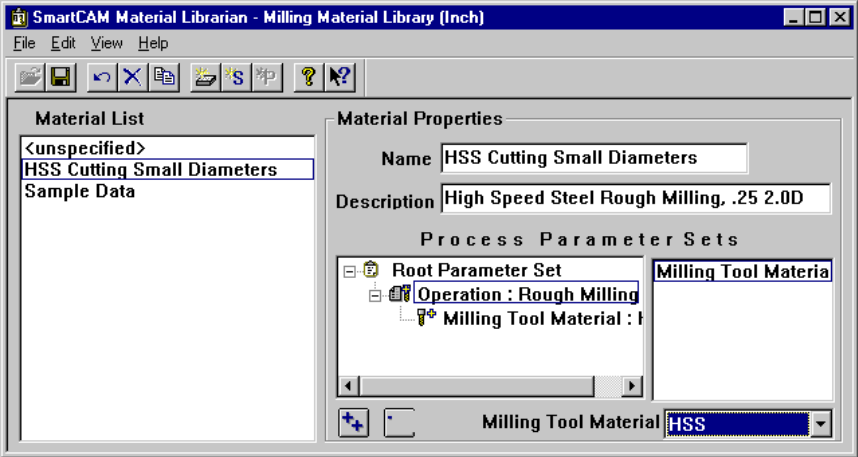 SmartCAM Material Librarian - Milling Material Library (Inch)
File Edit View Help
Material List
<unspecified>
HSS Cutting Small Diameters
Sample Data
Material Properties
Name HSS Cutting Small Diameters
Description High Speed Steel Rough Milling, .25 2.0D
Process Parameter Sets
Root Parameter Set
Operation : Rough Milling
Milling Tool Material : H
Milling Tool Materia
Milling Tool Material HSS